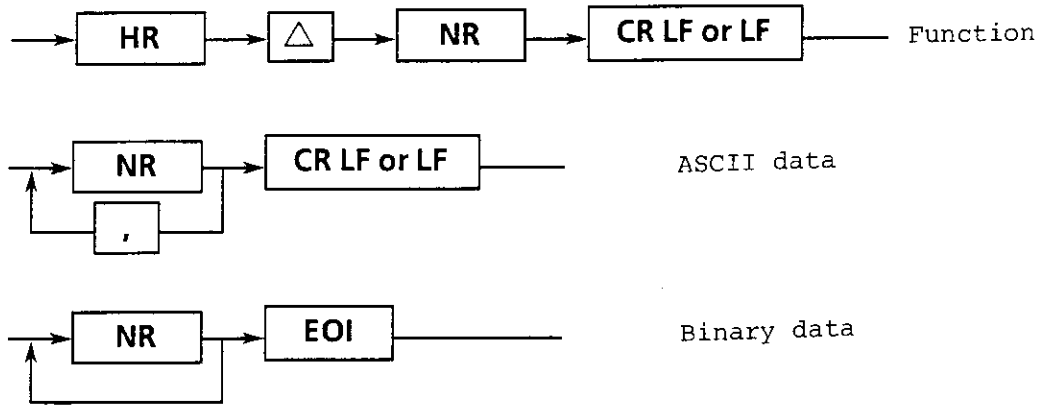 HR △ NR CR LF or LF Function
NR CR LF or LF ASCII data
,
NR EOI Binary data